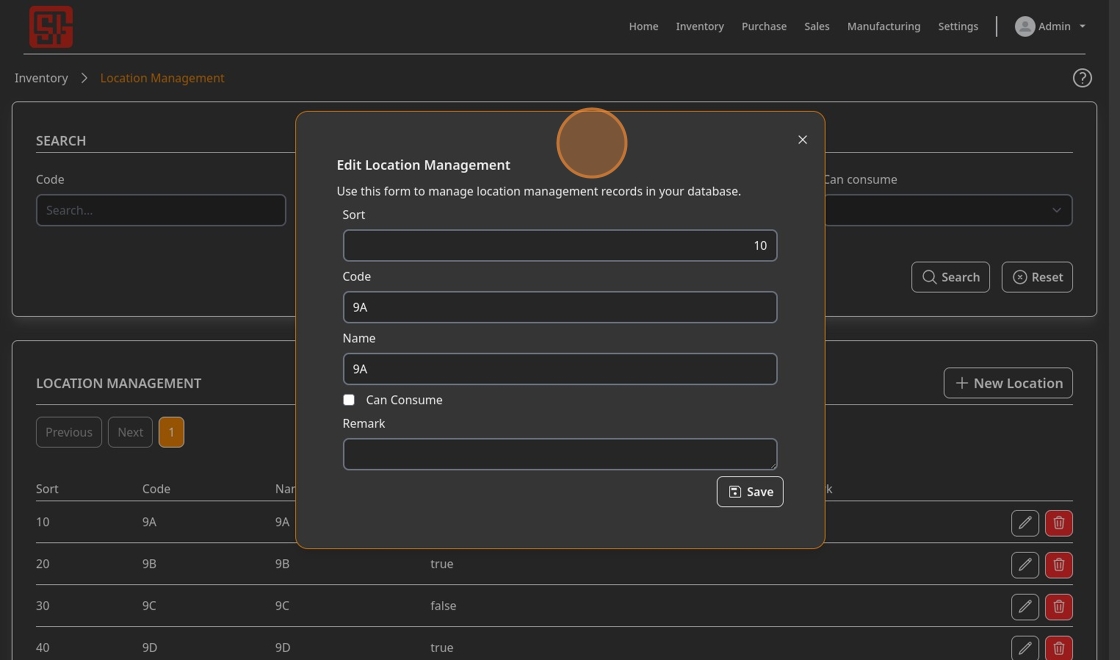 Home Inventory Purchase Sales Manufacturing Settings Admin
Inventory > Location Management ?
SEARCH
Code
Search...
Can consume
Search Reset
Edit Location Management
Use this form to manage location management records in your database.
Sort
10
Code
9A
Name
9A
Can Consume
Remark
Save
LOCATION MANAGEMENT
+ New Location
Previous Next 1
Sort Code
10 9A 9A
20 9B 9B true
30 9C 9C false
40 9D 9D true